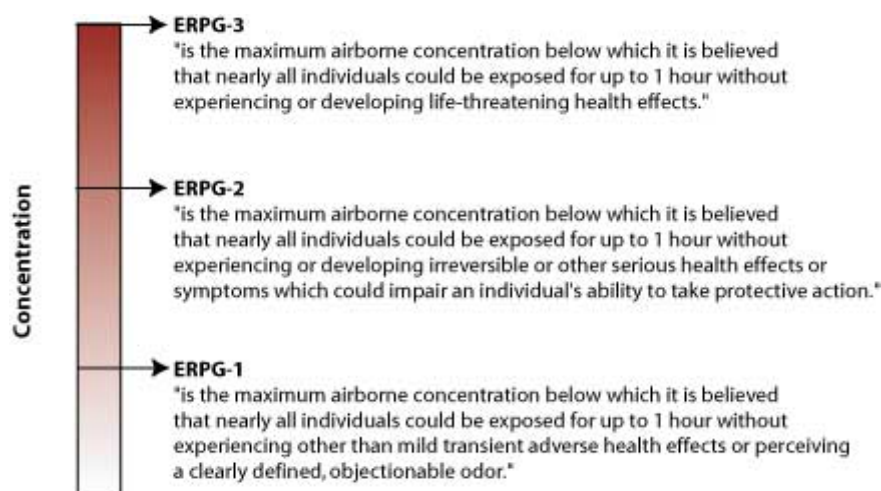 ERPG-3
"is the maximum airborne concentration below which it is believed
that nearly all individuals could be exposed for up to 1 hour without
experiencing or developing life-threatening health effects."
ERPG-2
"is the maximum airborne concentration below which it is believed
that nearly all individuals could be exposed for up to 1 hour without
experiencing or developing irreversible or other serious health effects or
symptoms which could impair an individual's ability to take protective action."
Concentration
ERPG-1
"is the maximum airborne concentration below which it is believed
that nearly all individuals could be exposed for up to 1 hour without
experiencing other than mild transient adverse health effects or perceiving
a clearly defined, objectionable odor."